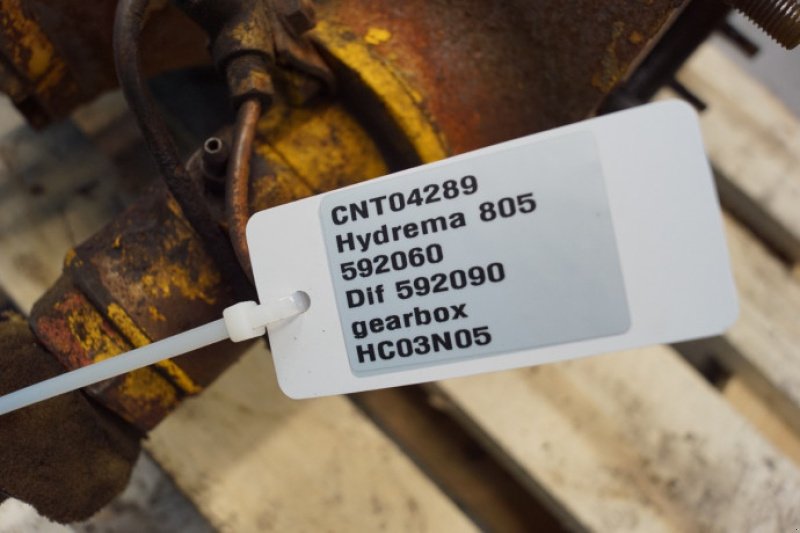 CNT04289
Hydrema 805
592060
Dif 592090
gearbox
HC03N05